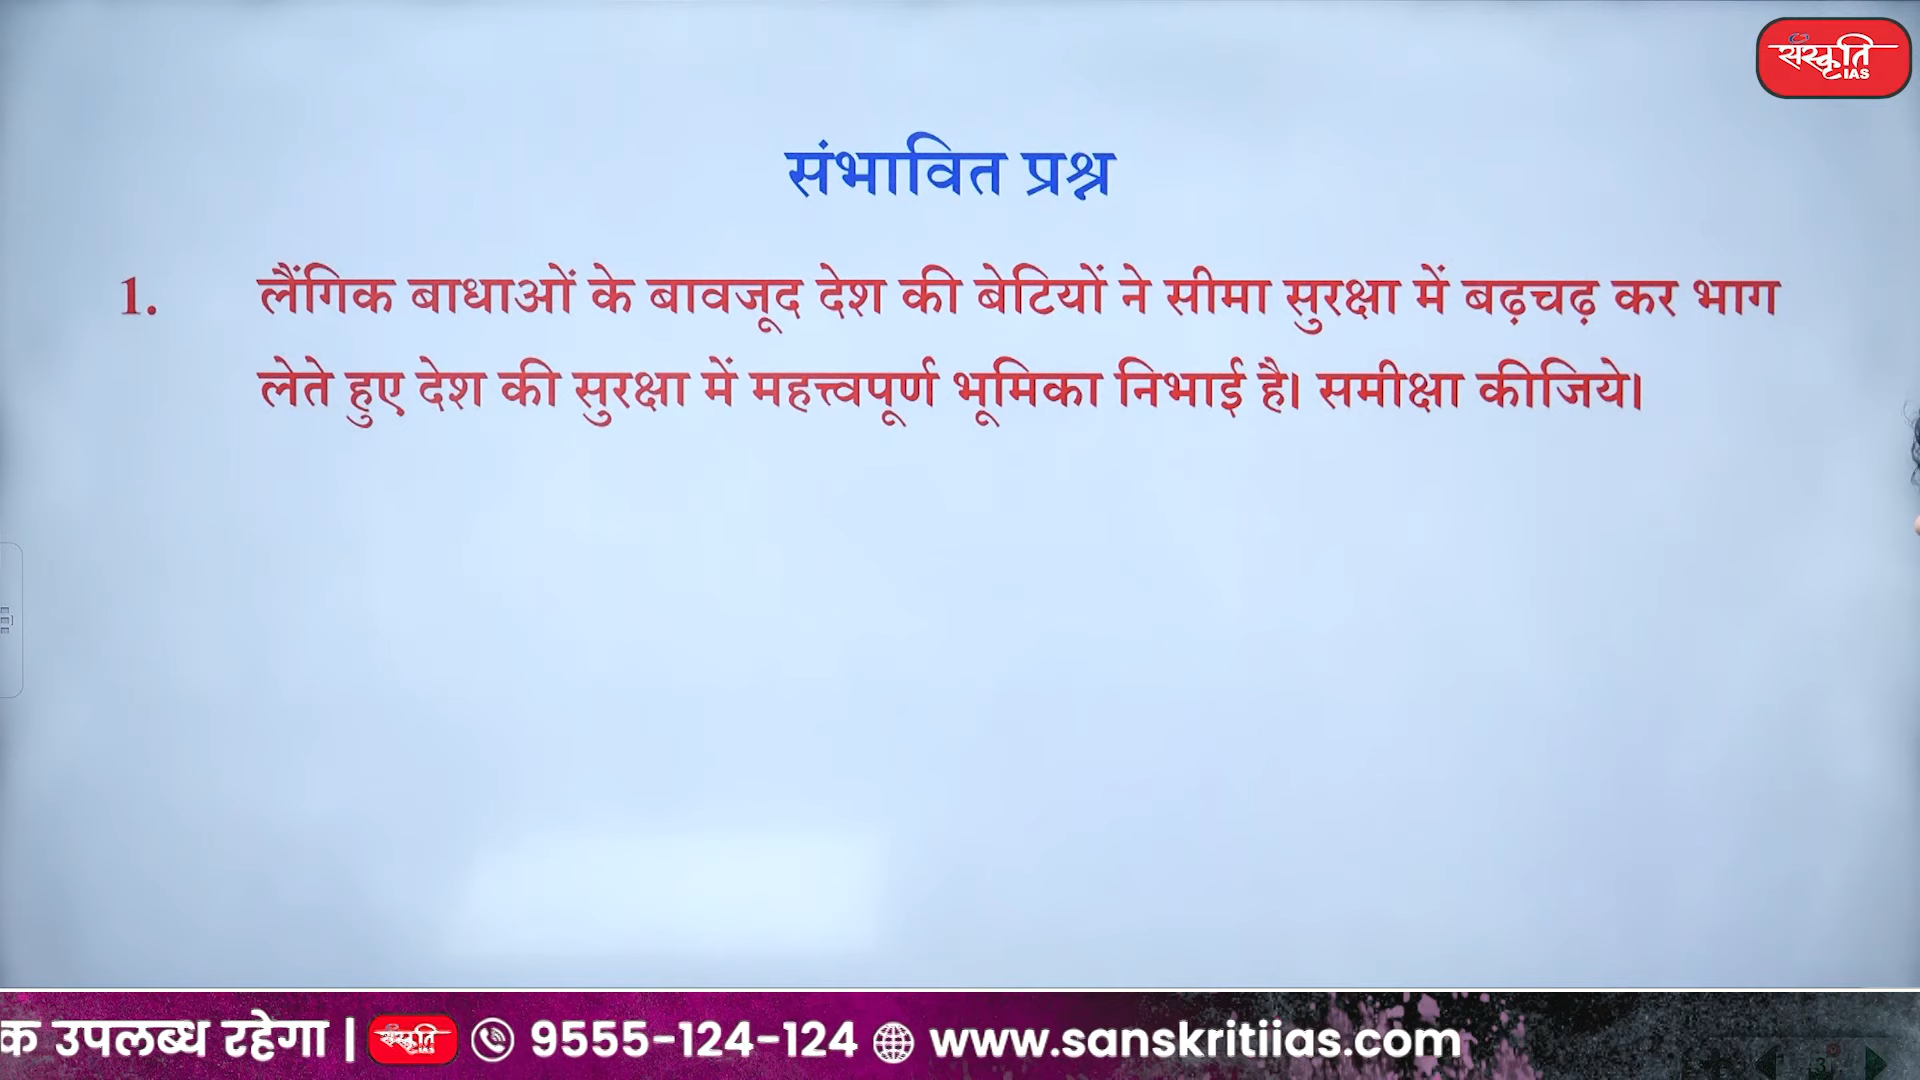 संस्कृति
IAS
संभावित प्रश्न
1. लैंगिक बाधाओं के बावजूद देश की बेटियों ने सीमा सुरक्षा में बढ़चढ़ कर भाग
लेते हुए देश की सुरक्षा में महत्त्वपूर्ण भूमिका निभाई है। समीक्षा कीजिये।
क उपलब्ध रहेगा | संस्कृति IAS 9555-124-124 www.sanskritiias.com